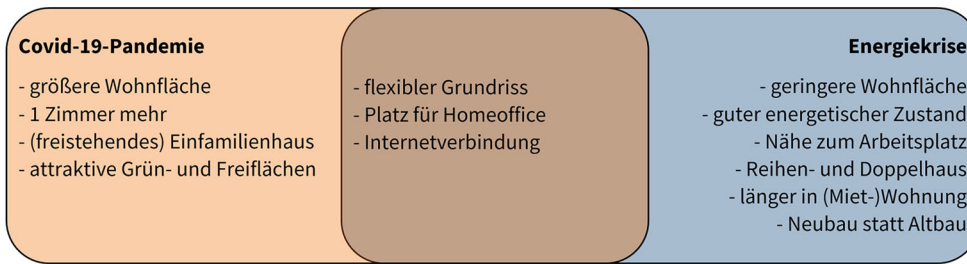 Covid-19-Pandemie
- größere Wohnfläche
- 1 Zimmer mehr
- (freistehendes) Einfamilienhaus
- attraktive Grün- und Freiflächen
- flexibler Grundriss
- Platz für Homeoffice
- Internetverbindung
Energiekrise
- geringere Wohnfläche
- guter energetischer Zustand
- Nähe zum Arbeitsplatz
- Reihen- und Doppelhaus
- länger in (Miet-)Wohnung
- Neubau statt Altbau